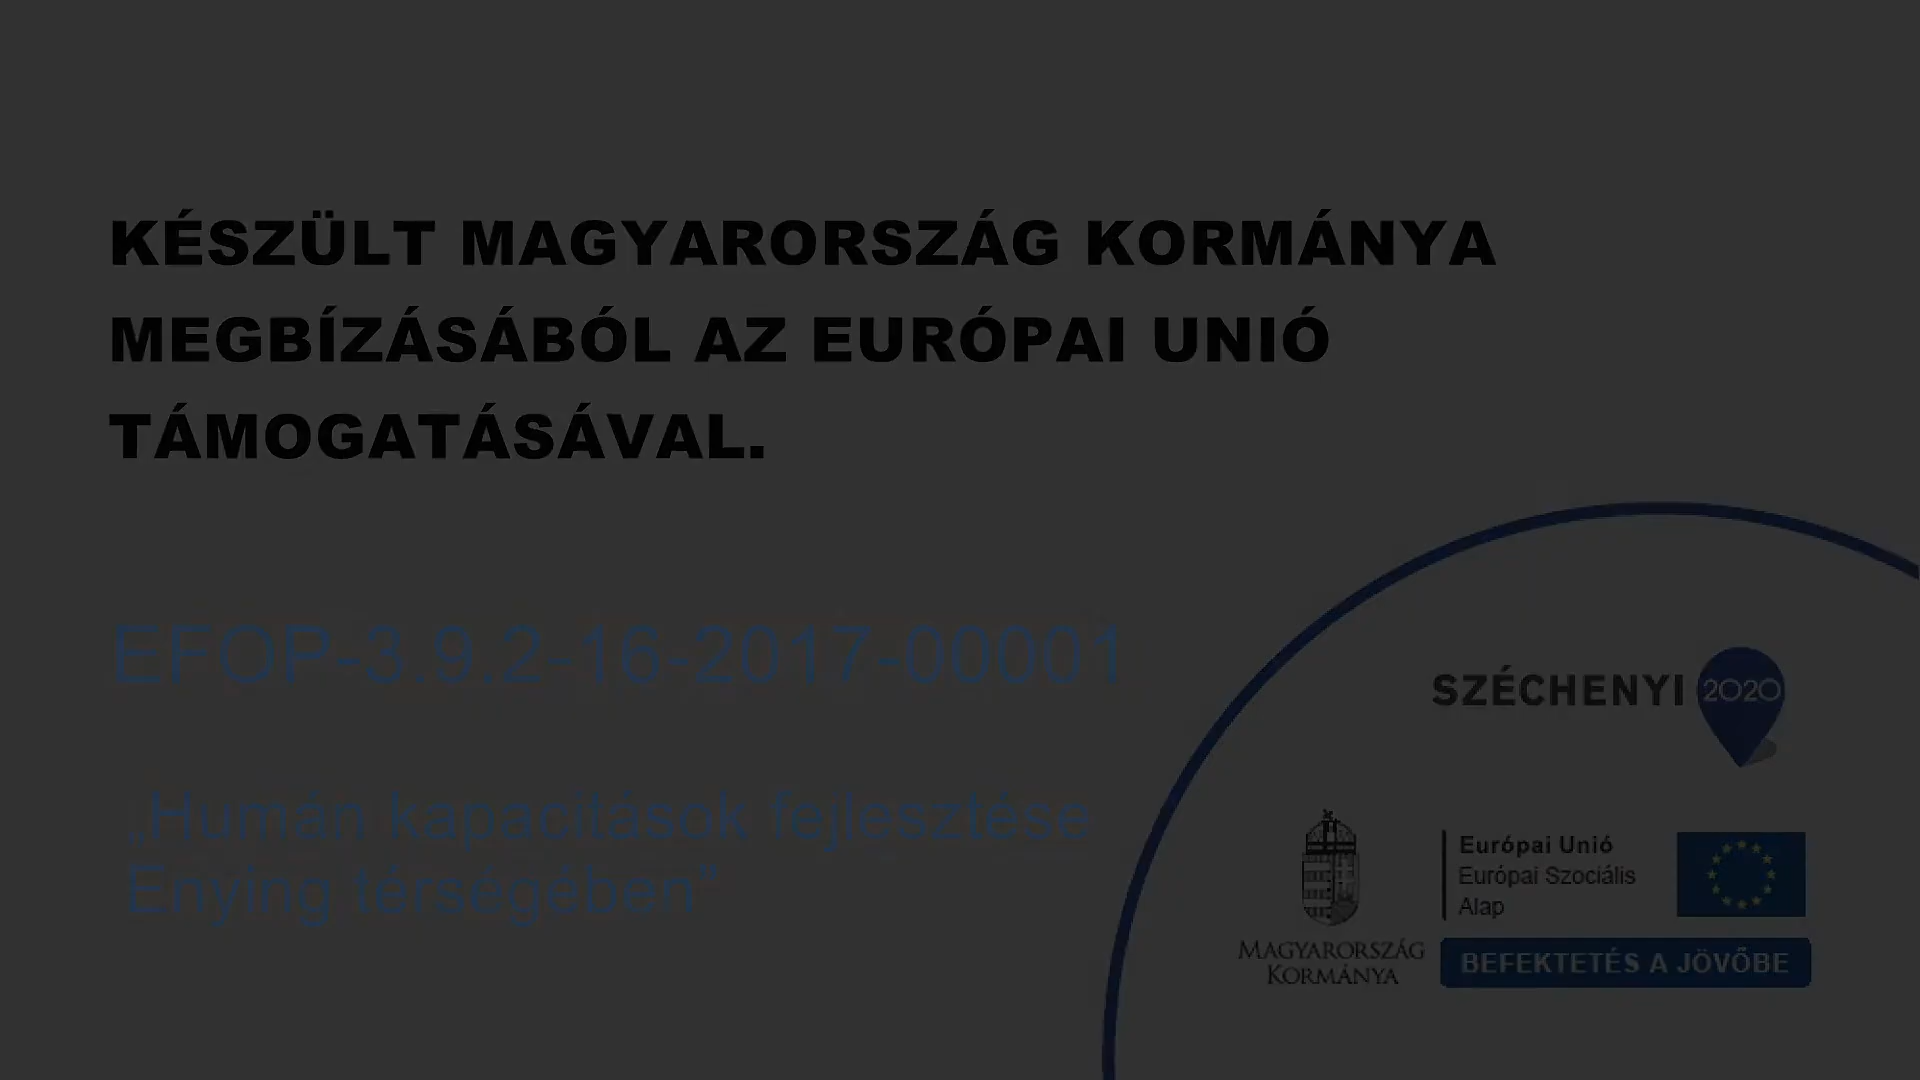 KÉSZÜLT MAGYARORSZÁG KORMÁNYA
MEGBÍZÁSÁBÓL AZ EURÓPAI UNIÓ
TÁMOGATÁSÁVAL.
EFOP-3.9.2-16-2017-00001
„Humán kapacitások fejlesztése
Enying térségében"
SZÉCHENYI 2020
Európai Unió
Európai Szociális
Alap
MAGYARORSZÁG
KORMÁNYA
BEFEKTETÉS A JÖVŐBE